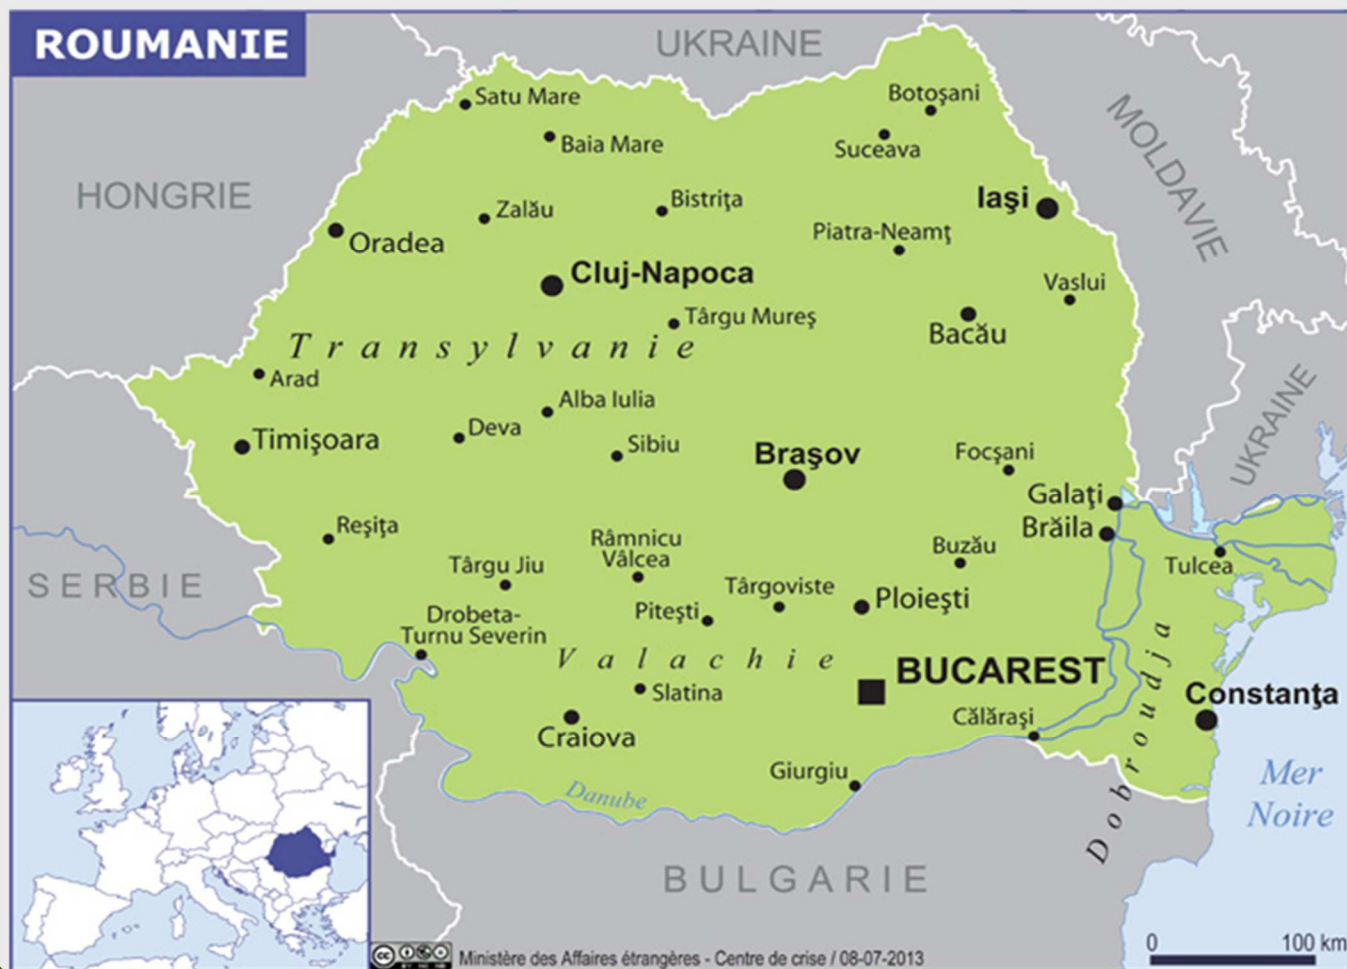 ROUMANIE
UKRAINE
Satu Mare
Botoşani
Baia Mare
Suceava
MOLDAVIE
HONGRIE
Zalău
Bistriţa
Iaşi
Oradea
Piatra-Neamţ
Cluj-Napoca
Vaslui
Târgu Mureş
Bacău
Transylvanie
Arad
Alba Iulia
Deva
Timişoara
Sibiu
Braşov
Focşani
UKRAINE
Galaţi
Reşiţa
Brăila
Râmnicu
Vâlcea
Buzău
Târgu Jiu
Tulcea
SERBIE
Târgoviste
Ploieşti
Piteşti
Drobeta-
Turnu Severin
Valachie
BUCAREST
Slatina
Constanţa
Călăraşi
Craiova
Dobroudja
Giurgiu
Mer
Noire
Danube
BULGARIE
0 100 km
cc
Ministère des Affaires étrangères - Centre de crise / 08-07-2013